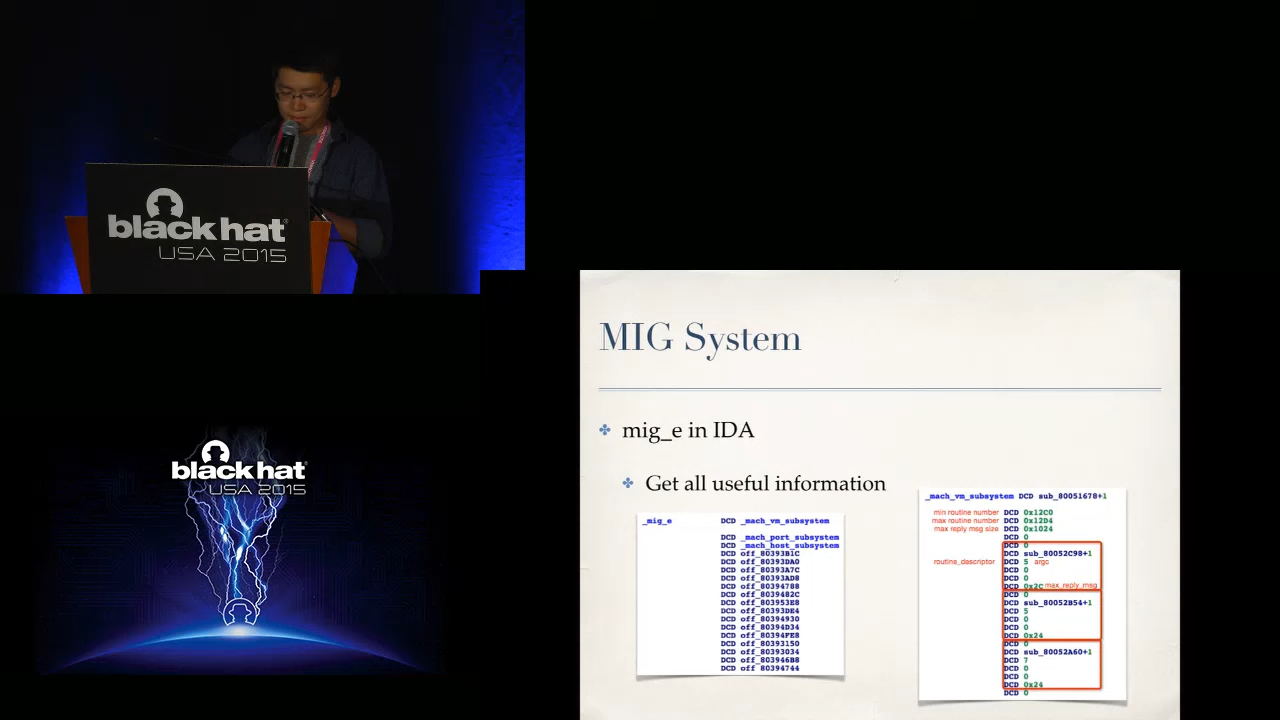 black hat
USA 2015
black hat
USA 2015
MIG System
mig_e in IDA
Get all useful information
_mig_e DCD _mach_vm_subsystem
DCD _mach_port_subsystem
DCD _mach_host_subsystem
DCD off_80393B1C
DCD off_80393DA0
DCD off_80393A7C
DCD off_80393AD8
DCD off_80394788
DCD off_8039482C
DCD off_803953E8
DCD off_80393DE4
DCD off_80394930
DCD off_80394D34
DCD off_80394FE8
DCD off_80393150
DCD off_80393034
DCD off_803946B8
DCD off_80394744
_mach_vm_subsystem DCD sub_80051678+1
min routine number DCD 0x12C0
max routine number DCD 0x12D4
max reply msg size DCD 0x1024
DCD 0
DCD 0
DCD sub_80052C98+1
routine_descriptor DCD 5 argc
DCD 0
DCD 0
DCD 0x2C max_reply_msg
DCD 0
DCD sub_80052B54+1
DCD 5
DCD 0
DCD 0
DCD 0x24
DCD 0
DCD sub_80052A60+1
DCD 7
DCD 0
DCD 0
DCD 0x24
DCD 0